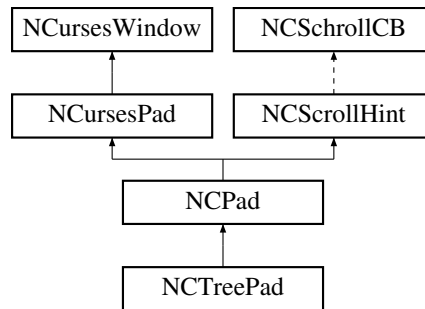 NCursesWindow
NCSchrollCB
NCursesPad
NCScrollHint
NCPad
NCTreePad